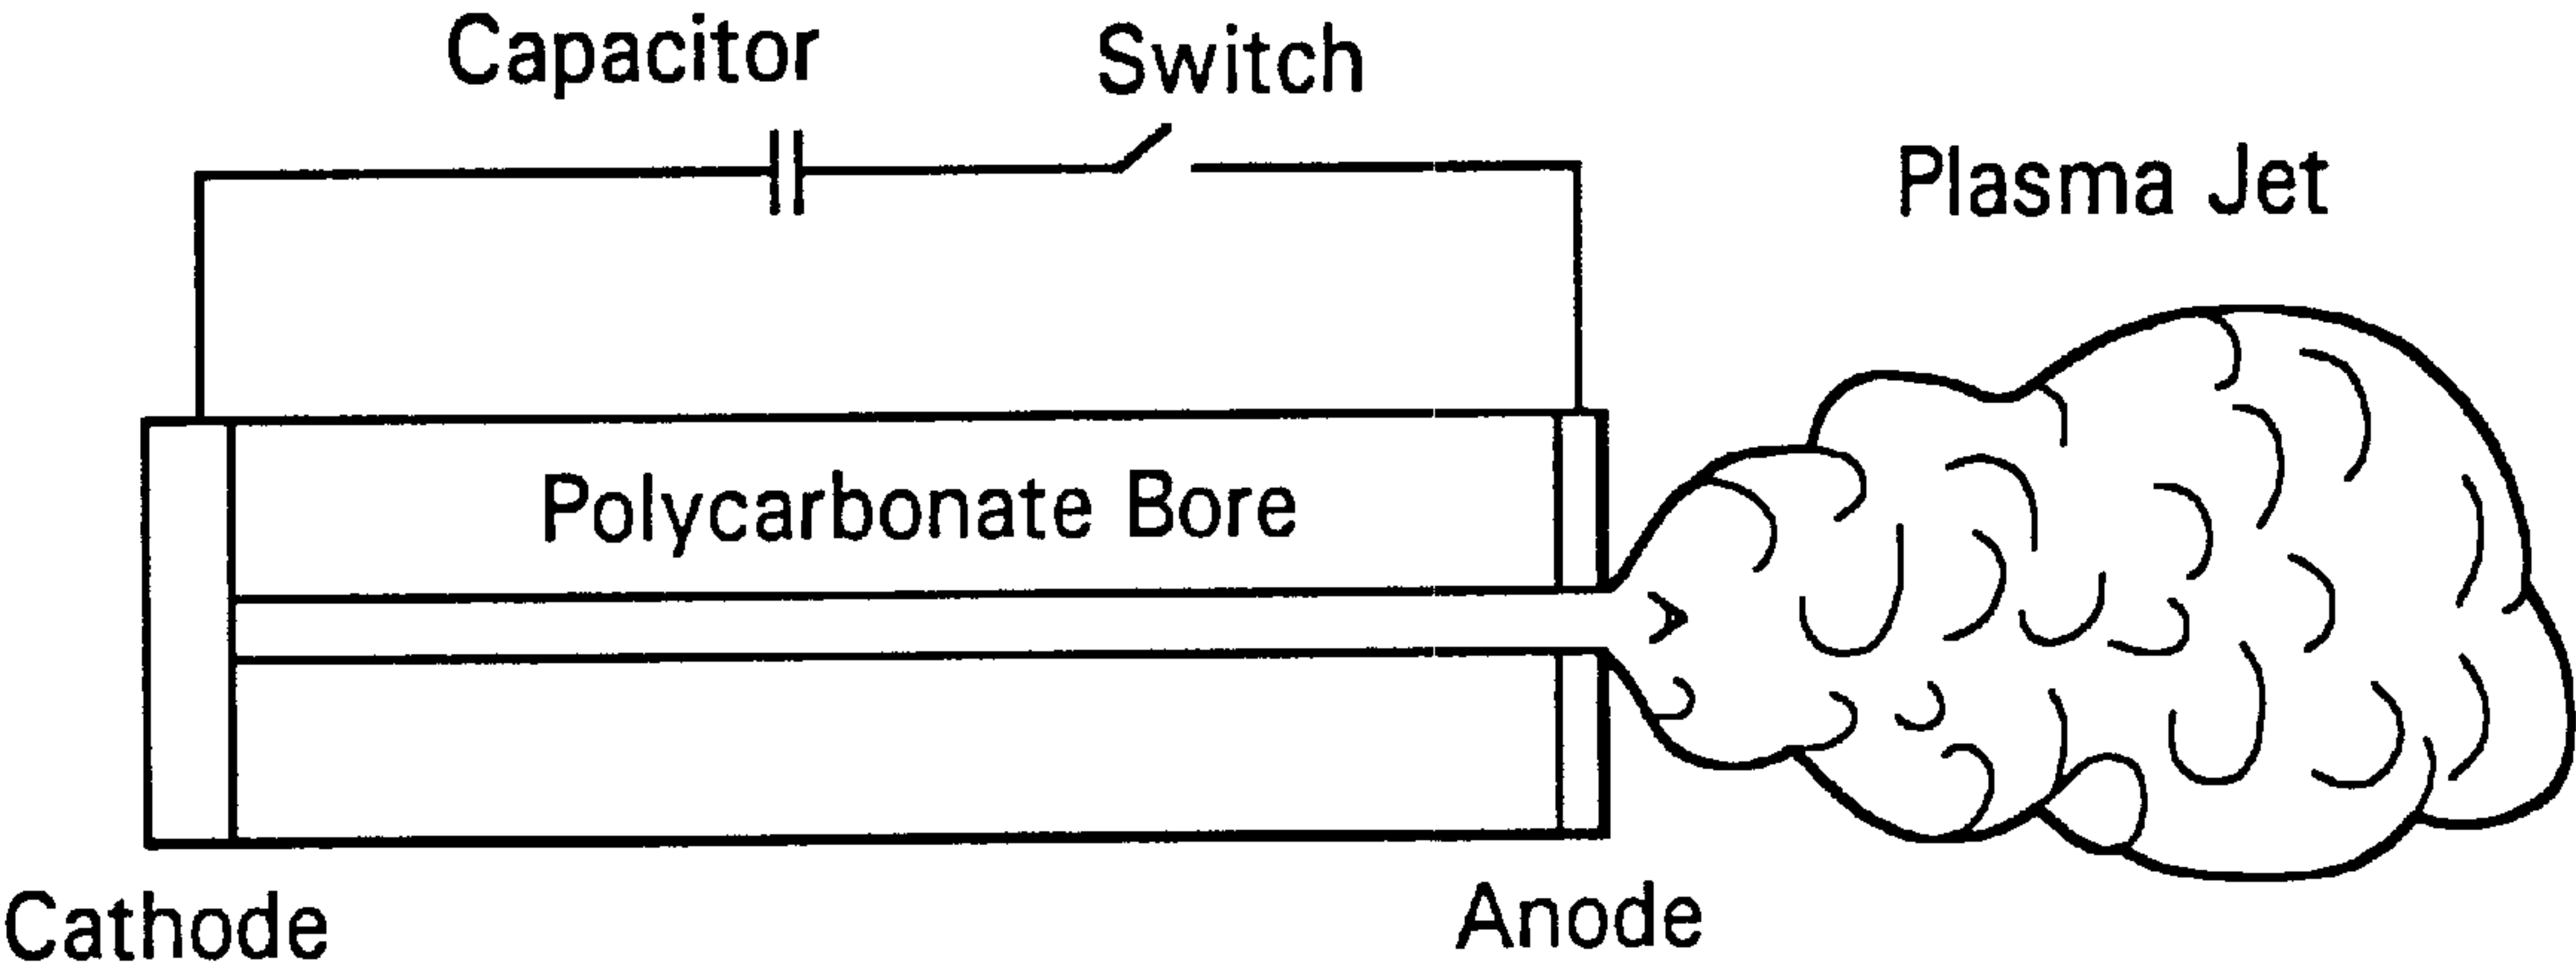 Capacitor
Switch
Plasma Jet
Polycarbonate Bore
Cathode
Anode